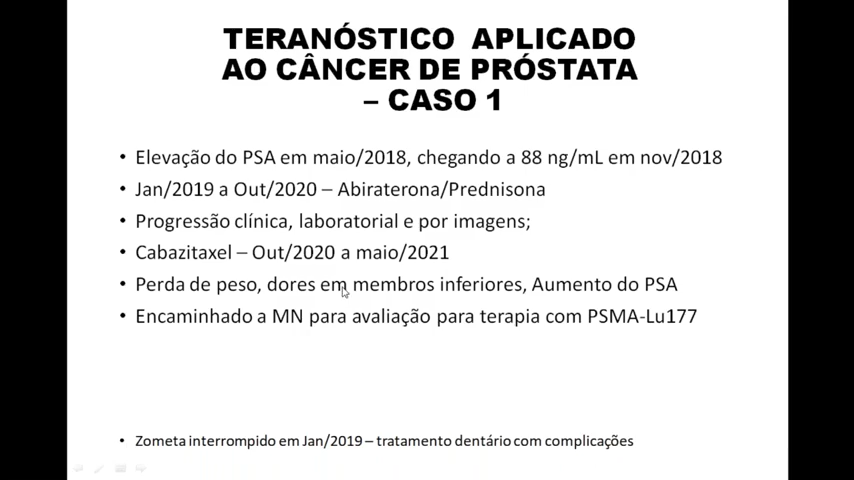 TERANÓSTICO APLICADO
AO CÂNCER DE PRÓSTATA
– CASO 1
• Elevação do PSA em maio/2018, chegando a 88 ng/mL em nov/2018
• Jan/2019 a Out/2020 – Abiraterona/Prednisona
• Progressão clínica, laboratorial e por imagens;
• Cabazitaxel – Out/2020 a maio/2021
• Perda de peso, dores em membros inferiores, Aumento do PSA
• Encaminhado a MN para avaliação para terapia com PSMA-Lu177
• Zometa interrompido em Jan/2019 – tratamento dentário com complicações